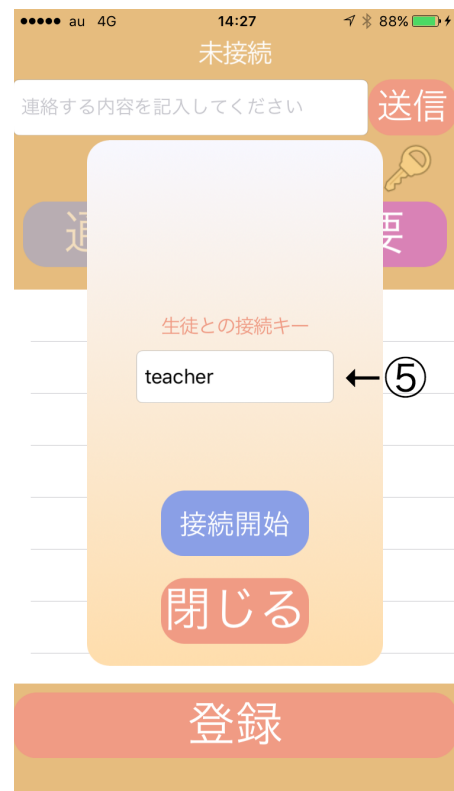 au 4G 14:27 88%
未接続
連絡する内容を記入してください 送信
要
生徒との接続キー
teacher ←⑤
接続開始
閉じる
登録